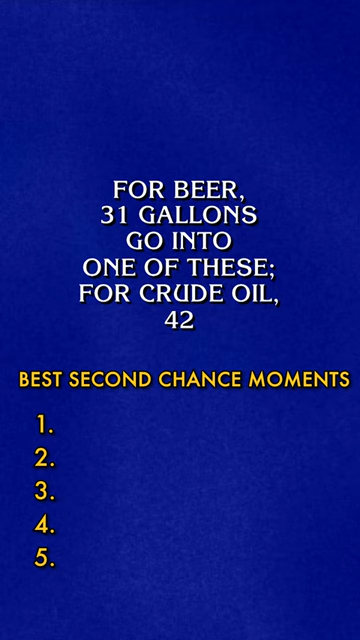 FOR BEER,
31 GALLONS
GO INTO
ONE OF THESE;
FOR CRUDE OIL,
42
BEST SECOND CHANCE MOMENTS
1.
2.
3.
4.
5.